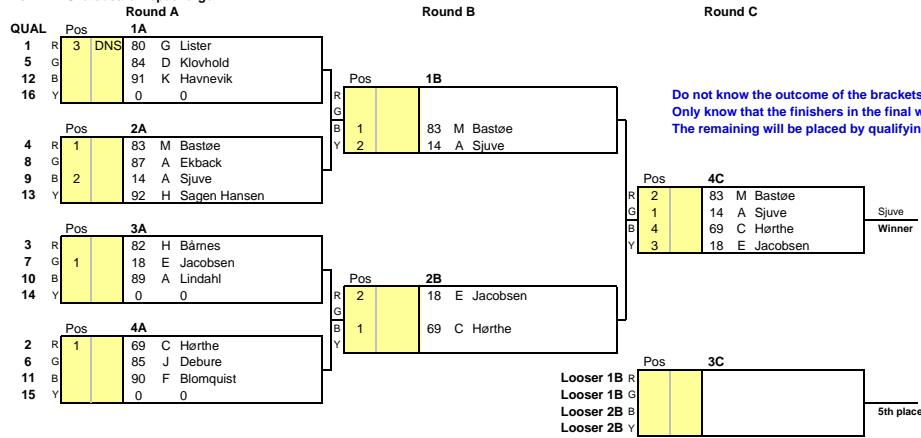 Round A Round B Round C
QUAL Pos 1A
1 R 3 DNS 80 G Lister
5 G 84 D Klovhold
12 B 91 K Havnevik
16 Y 0 0
Pos 2A
4 R 1 83 M Bastøe
8 G 87 A Ekback
9 B 2 14 A Sjuve
13 Y 92 H Sagen Hansen
Pos 3A
3 R 82 H Bårnes
7 G 1 18 E Jacobsen
10 B 89 A Lindahl
14 Y 0 0
Pos 4A
2 R 1 69 C Hørthe
6 G 85 J Debure
11 B 90 F Blomquist
15 Y 0 0
Pos 1B
R
G
B 1 83 M Bastøe
Y 2 14 A Sjuve
Pos 2B
R 2 18 E Jacobsen
G
B 1 69 C Hørthe
Y
Do not know the outcome of the brackets
Only know that the finishers in the final w
The remaining will be placed by qualifyin
Pos 4C
R 2 83 M Bastøe
G 1 14 A Sjuve
B 4 69 C Hørthe
Y 3 18 E Jacobsen
Sjuve
Winner
Pos 3C
Looser 1B R
Looser 1B G
Looser 2B B
Looser 2B Y
5th place